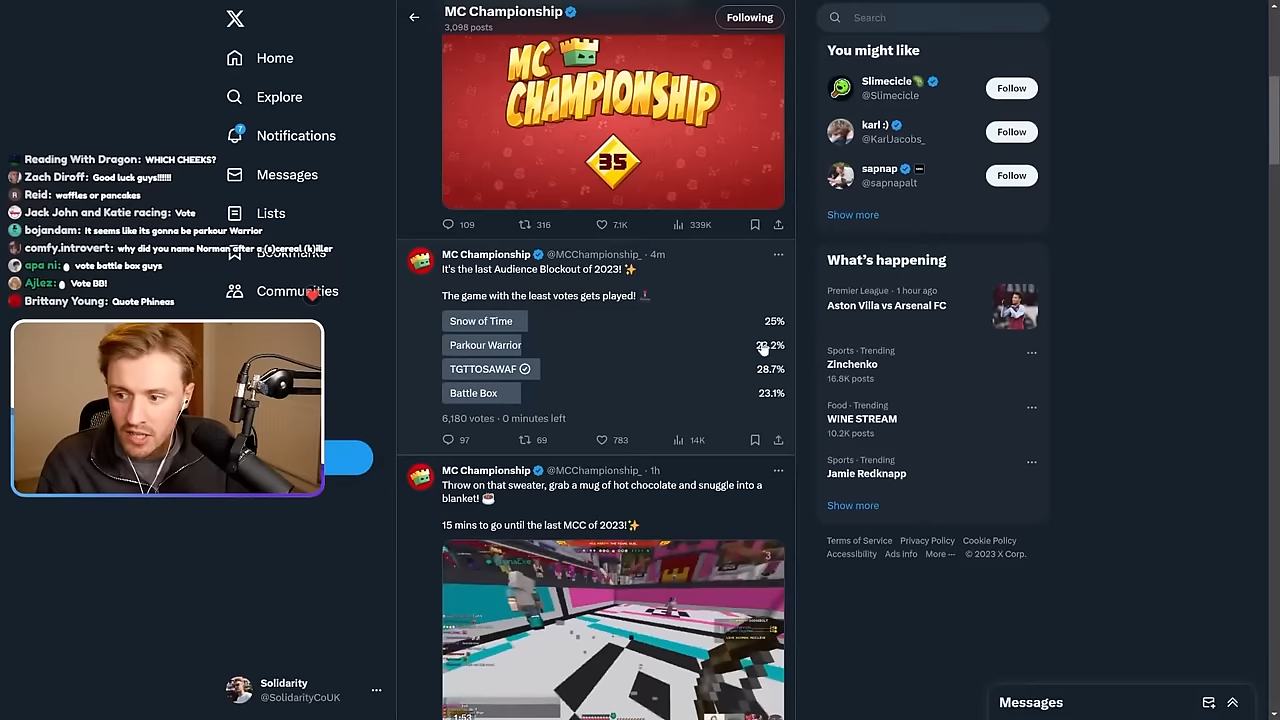 Home
Explore
7
Notifications
Messages
Lists
Communities
Reading With Dragon: WHICH CHEEKS?
Zach Diroff: Good luck guys!!!!!!
R Reid: waffles or pancakes
Jack John and Katie racing: Vote
bojandam: It seems like its gonna be parkour Warrior
comfy.introvert: why did you name Norman after a (s)cereal (k)iller
apa ni: vote battle box guys
Ajlez: Vote BB!
Brittany Young: Quote Phineas
Solidarity
@SolidarityCoUK
MC Championship
3,098 posts
Following
MC
CHAMPIONSHIP
35
109
316
7.1K
339K
MC Championship @MCChampionship_ · 4m
It's the last Audience Blockout of 2023! ✨
The game with the least votes gets played!
Snow of Time 25%
Parkour Warrior
TGTTOSAWAF 28.7%
Battle Box 23.1%
6,180 votes · 0 minutes left
97
69
783
14K
MC Championship @MCChampionship_ · 1h
Throw on that sweater, grab a mug of hot chocolate and snuggle into a
blanket! ☕
15 mins to go until the last MCC of 2023!✨
1:53
Search
You might like
Slimecicle
@Slimecicle
Follow
karl :)
@KarlJacobs_
Follow
sapnap
@sapnapalt
Follow
Show more
What's happening
Premier League · 1 hour ago
Aston Villa vs Arsenal FC
Sports · Trending
Zinchenko
16.8K posts
Food · Trending
WINE STREAM
10.2K posts
Sports · Trending
Jamie Redknapp
Show more
Terms of Service Privacy Policy Cookie Policy
Accessibility Ads info More ··· © 2023 X Corp.
Messages